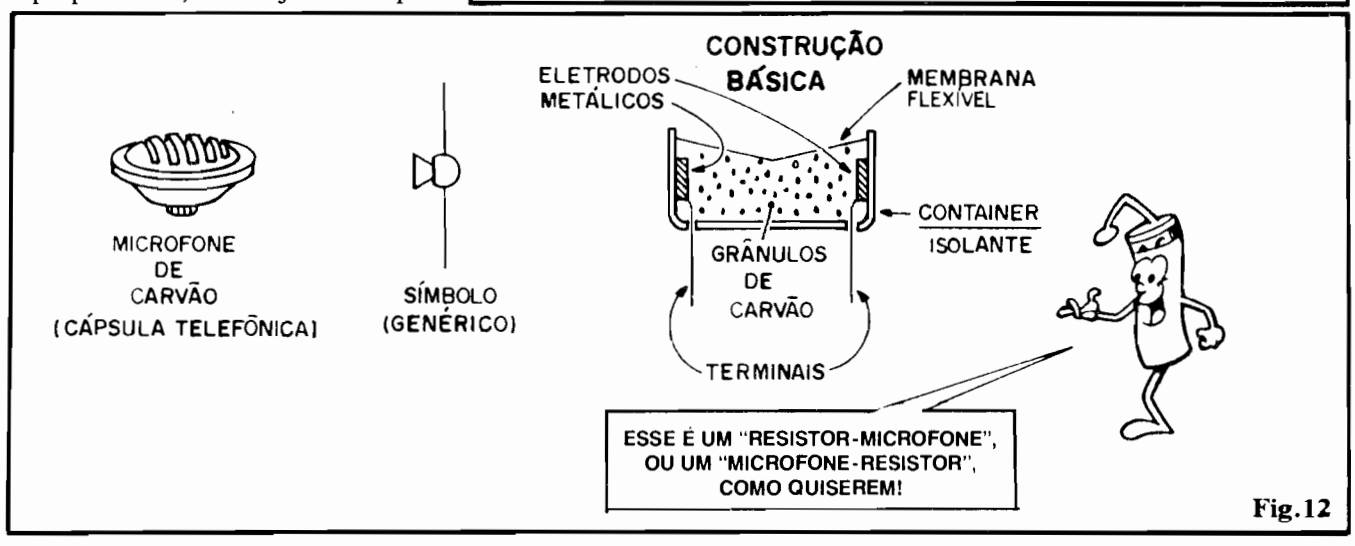 CONSTRUÇÃO
BÁSICA
ELETRODOS
METÁLICOS
MEMBRANA
FLEXÍVEL
CONTAINER
ISOLANTE
GRÂNULOS
DE
CARVÃO
TERMINAIS
MICROFONE
DE
CARVÃO
(CÁPSULA TELEFÔNICA)
SÍMBOLO
(GENÉRICO)
ESSE É UM "RESISTOR-MICROFONE",
OU UM "MICROFONE-RESISTOR",
COMO QUISEREM!
Fig.12